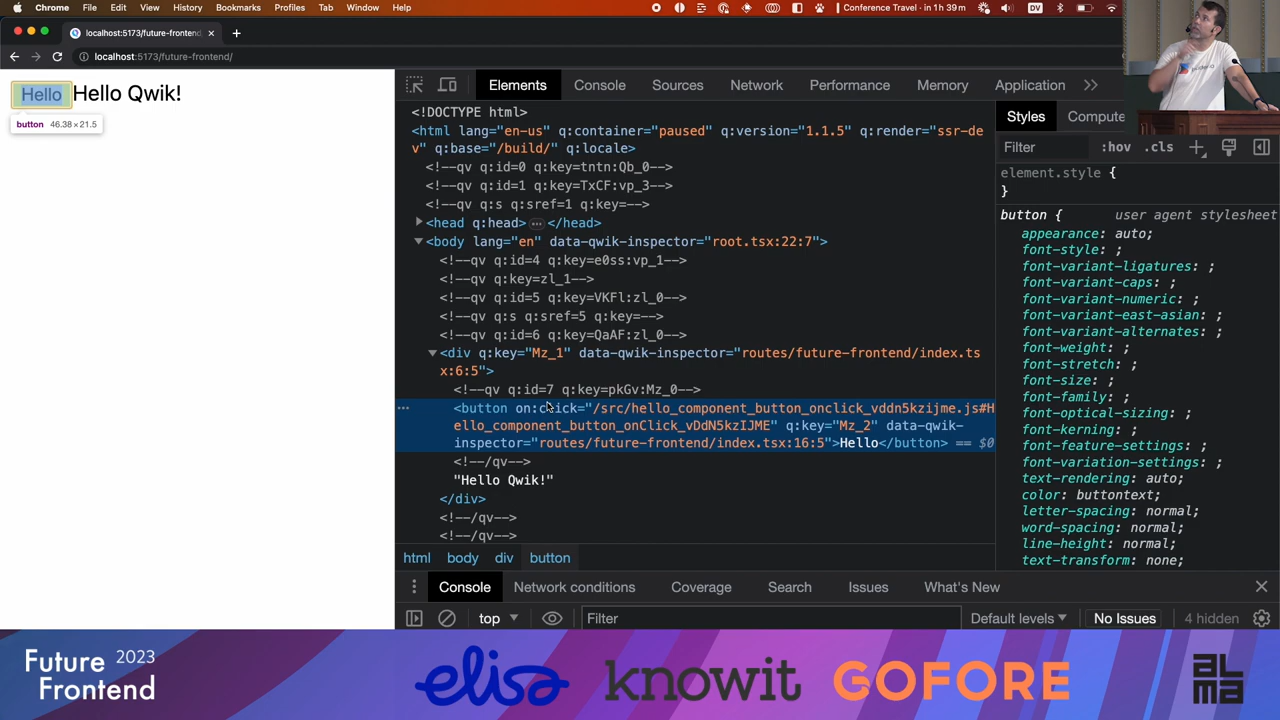 Chrome File Edit View History Bookmarks Profiles Tab Window Help
Conference Travel · in 1 h 39 m
DV
localhost:5173/future-frontend
localhost:5173/future-frontend/
Hello Hello Qwik!
button 46.38×21.5
Elements Console Sources Network Performance Memory Application
<!DOCTYPE html>
<html lang="en-us" q:container="paused" q:version="1.1.5" q:render="ssr-de
v" q:base="/build/" q:locale>
<!--qv q:id=0 q:key=tntn:Qb_0-->
<!--qv q:id=1 q:key=TxCF:vp_3-->
<!--qv q:s q:sref=1 q:key=-->
<head q:head> ⋯ </head>
<body lang="en" data-qwik-inspector="root.tsx:22:7">
<!--qv q:id=4 q:key=e0ss:vp_1-->
<!--qv q:key=zl_1-->
<!--qv q:id=5 q:key=VKFl:zl_0-->
<!--qv q:s q:sref=5 q:key=-->
<!--qv q:id=6 q:key=QaAF:zl_0-->
<div q:key="Mz_1" data-qwik-inspector="routes/future-frontend/index.ts
x:6:5">
<!--qv q:id=7 q:key=pkGv:Mz_0-->
<button on:click="/src/hello_component_button_onclick_vddn5kzijme.js#H
ello_component_button_onClick_vDdN5kzIJME" q:key="Mz_2" data-qwik-
inspector="routes/future-frontend/index.tsx:16:5">Hello</button> == $0
<!--/qv-->
"Hello Qwik!"
</div>
<!--/qv-->
<!--/qv-->
html body div button
Styles Compute
Filter :hov .cls
element.style {
}
button { user agent stylesheet
appearance: auto;
font-style: ;
font-variant-ligatures: ;
font-variant-caps: ;
font-variant-numeric: ;
font-variant-east-asian: ;
font-variant-alternates: ;
font-weight: ;
font-stretch: ;
font-size: ;
font-family: ;
font-optical-sizing: ;
font-kerning: ;
font-feature-settings: ;
font-variation-settings: ;
text-rendering: auto;
color: buttontext;
letter-spacing: normal;
word-spacing: normal;
line-height: normal;
text-transform: none;
Console Network conditions Coverage Search Issues What's New
top Filter Default levels No Issues 4 hidden
Future 2023
Frontend
elisa
knowit
GOFORE
ALMA